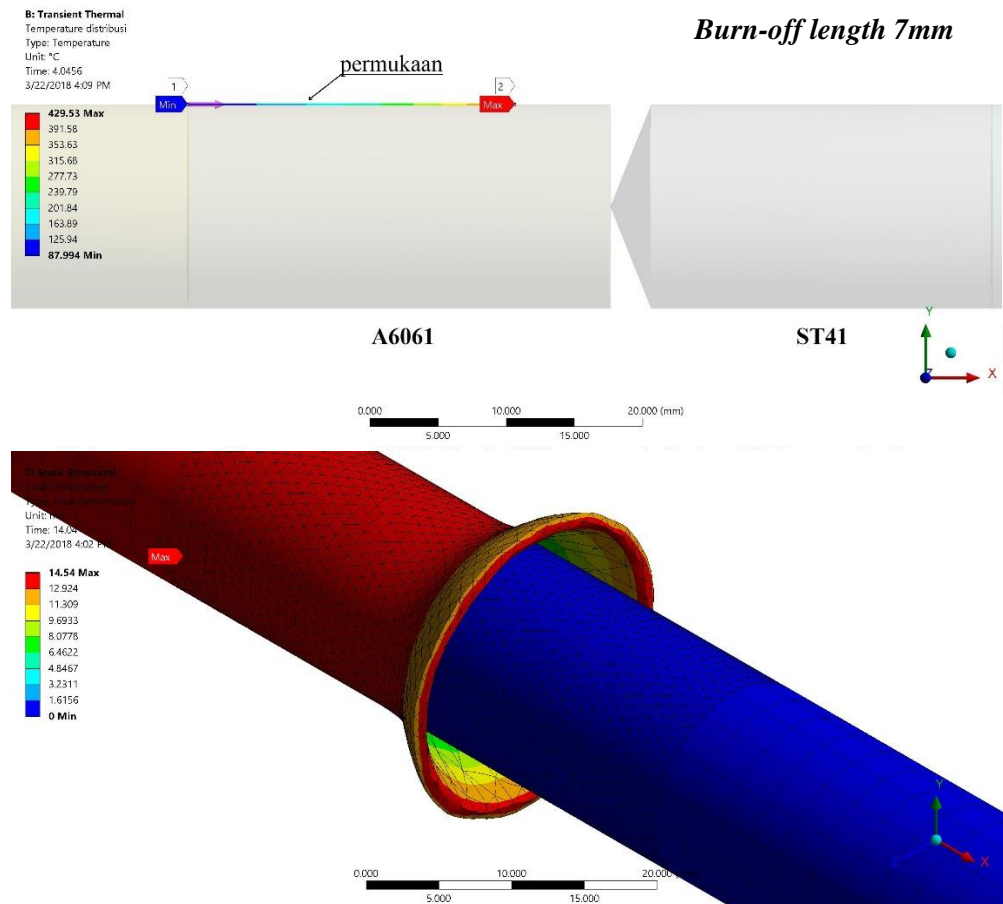 B: Transient Thermal
Temperature distribusi
Type: Temperature
Unit: °C
Time: 4.0456
3/22/2018 4:09 PM
Burn-off length 7mm
permukaan
1
2
Min
Max
429.53 Max
391.58
353.63
315.68
277.73
239.79
201.84
163.89
125.94
87.994 Min
A6061
ST41
Y
Z
X
0.000
10.000
20.000 (mm)
5.000
15.000
C: Static Structural
Unit:
Time: 14.04
3/22/2018 4:02 PM
Max
14.54 Max
12.924
11.309
9.6933
8.0778
6.4622
4.8467
3.2311
1.6156
0 Min
Y
Z
X
0.000
10.000
20.000
5.000
15.000